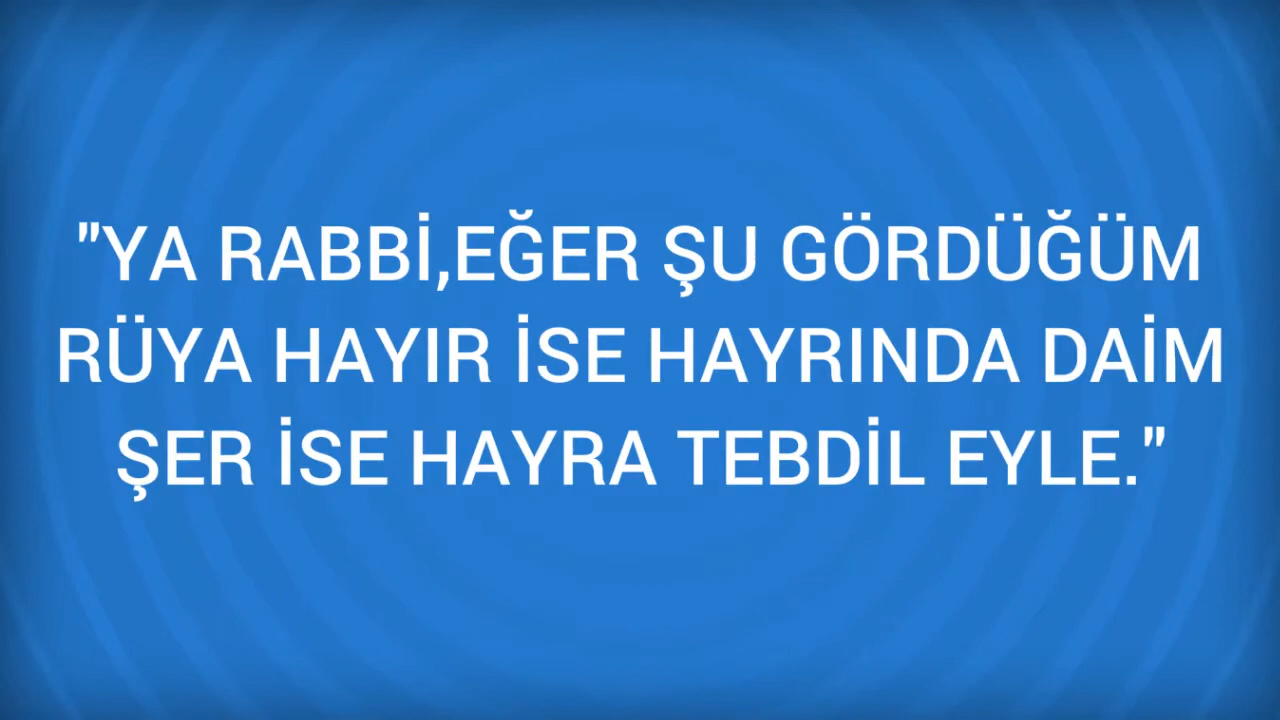 "YA RABBİ,EĞER ŞU GÖRDÜĞÜM
RÜYA HAYIR İSE HAYRINDA DAİM
ŞER İSE HAYRA TEBDİL EYLE."